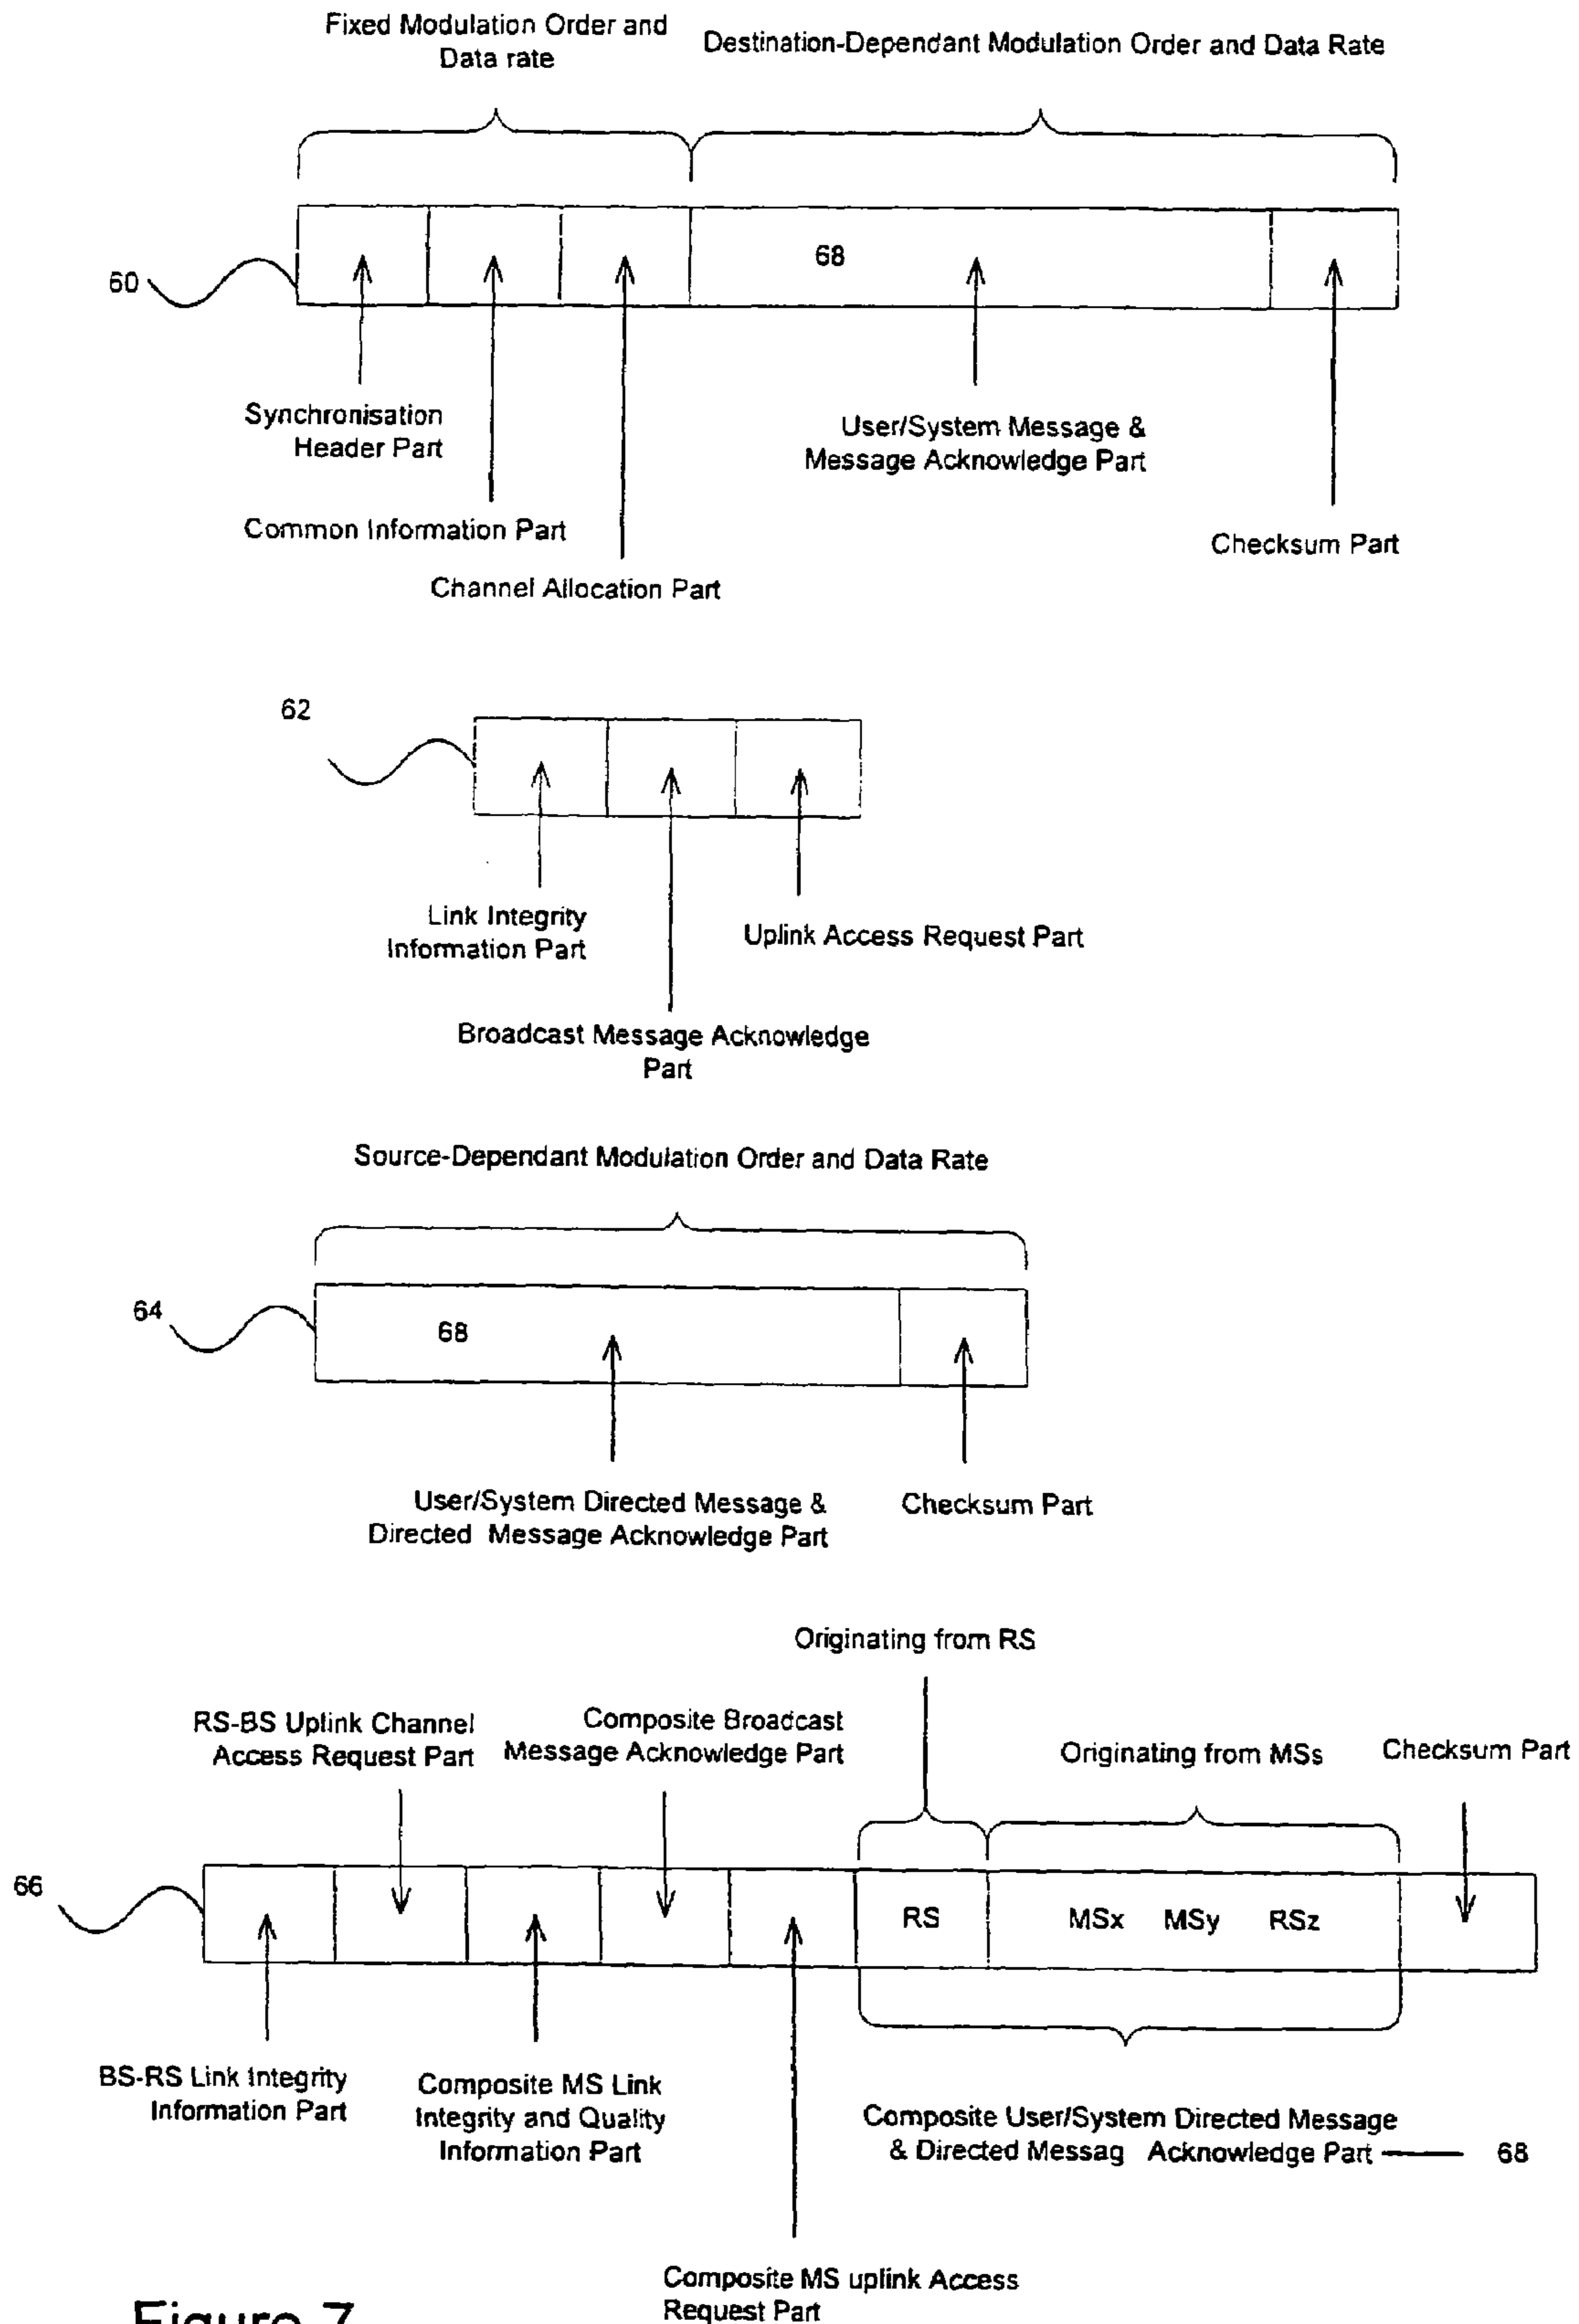 Fixed Modulation Order and
Data rate
Destination-Dependant Modulation Order and Data Rate
60
68
Synchronisation
Header Part
User/System Message &
Message Acknowledge Part
Common Information Part
Checksum Part
Channel Allocation Part
62
Link Integrity
Information Part
Uplink Access Request Part
Broadcast Message Acknowledge
Part
Source-Dependant Modulation Order and Data Rate
64
68
User/System Directed Message &
Directed Message Acknowledge Part
Checksum Part
Originating from RS
RS-BS Uplink Channel
Access Request Part
Composite Broadcast
Message Acknowledge Part
Originating from MSs
Checksum Part
66
RS
MSx MSy RSz
BS-RS Link Integrity
Information Part
Composite MS Link
Integrity and Quality
Information Part
Composite User/System Directed Message
& Directed Messag Acknowledge Part
68
Composite MS uplink Access
Request Part
Figure 7